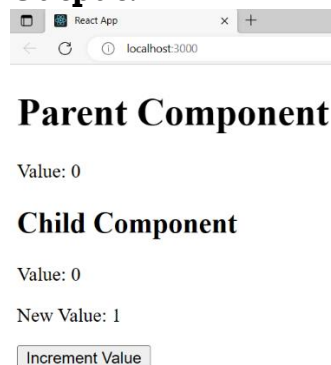 React App
localhost:3000
Parent Component
Value: 0
Child Component
Value: 0
New Value: 1
Increment Value